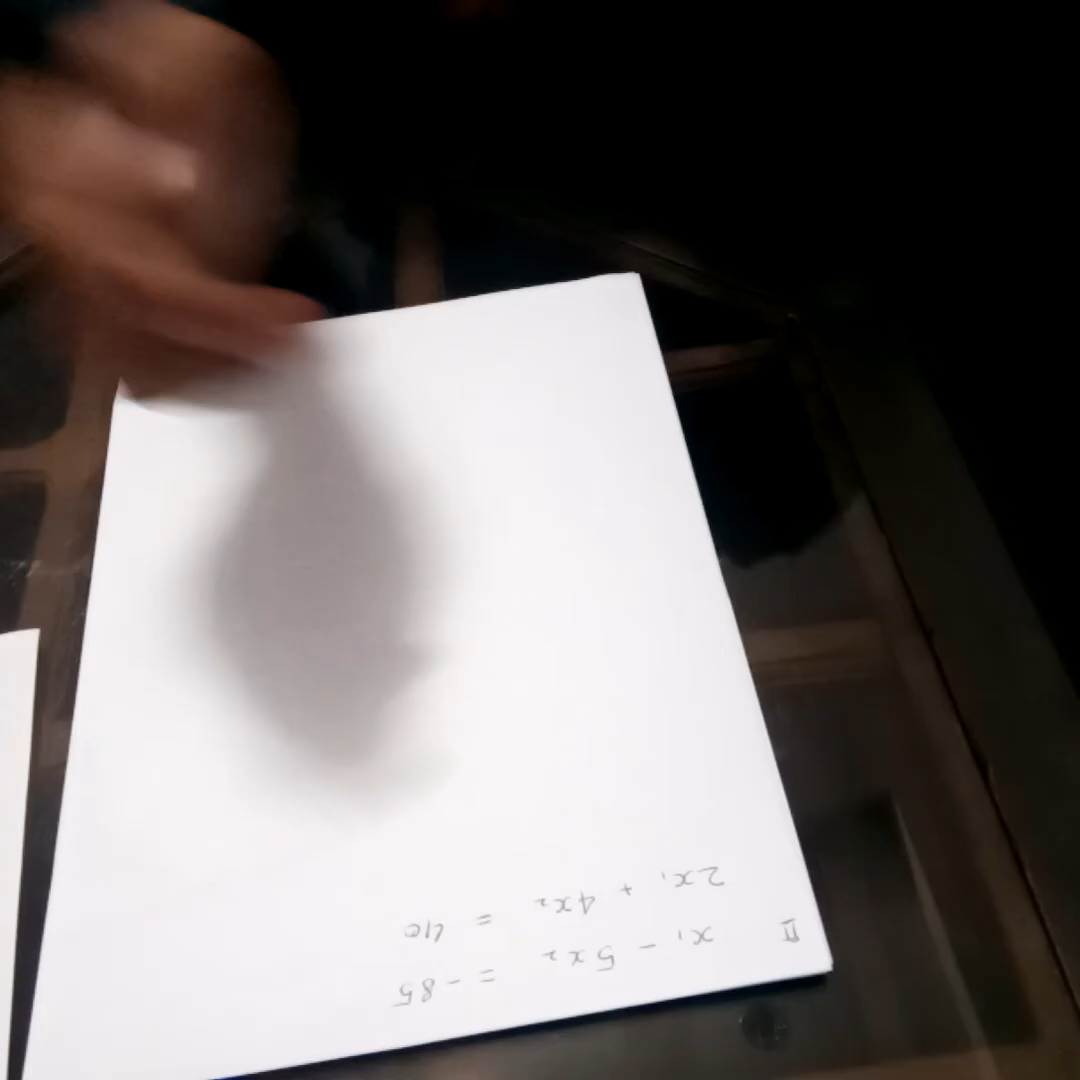 II x₁ - 5x₂ = -85
2x₁ + 4x₂ = 40